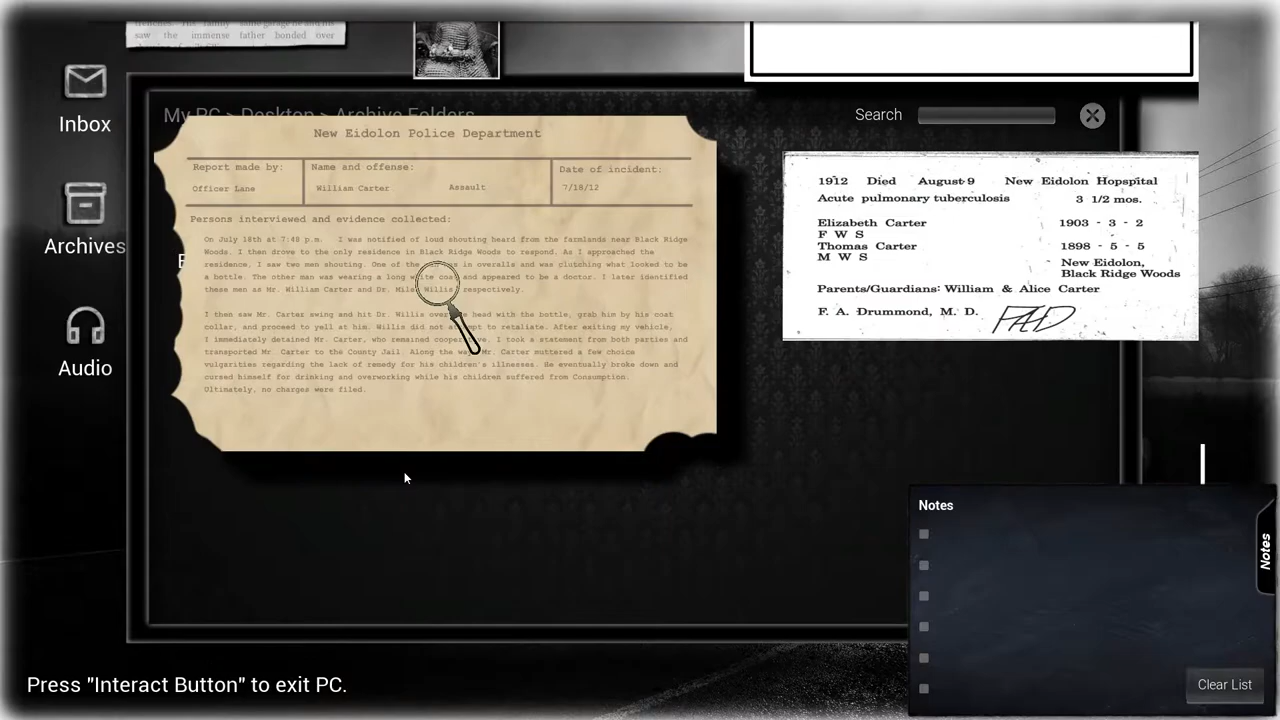 saw the immense father bonded over
My PC > Desktop > Archive Folders
Search
Inbox
Archives
Audio
New Eidolon Police Department
Report made by:
Name and offense:
Date of incident:
Officer Lane
William Carter
Assault
7/18/12
Persons interviewed and evidence collected:
On July 18th at 7:48 p.m. I was notified of loud shouting heard from the farmlands near Black Ridge
Woods. I then drove to the only residence in Black Ridge Woods to respond. As I approached the
residence, I saw two men shouting. One of the in overalls and was clutching what looked to be
a bottle. The other man was wearing a long white coat and appeared to be a doctor. I later identified
these men as Mr. William Carter and Dr. Willis, respectively.
I then saw Mr. Carter swing and hit Dr. Willis over head with the bottle, grab him by his coat
collar, and proceed to yell at him. Willis did not attempt to retaliate. After exiting my vehicle,
I immediately detained Mr. Carter, who remained cooperative. I took a statement from both parties and
transported Mr. Carter to the County Jail. Along the way, Mr. Carter muttered a few choice
vulgarities regarding the lack of remedy for his children's illnesses. He eventually broke down and
cursed himself for drinking and overworking while his children suffered from Consumption.
Ultimately, no charges were filed.
1912 Died August 9 New Eidolon Hopspital
Acute pulmonary tuberculosis 3 1/2 mos.
Elizabeth Carter 1903 - 3 - 2
F W S
Thomas Carter 1898 - 5 - 5
M W S
New Eidolon,
Black Ridge Woods
Parents/Guardians: William & Alice Carter
F. A. Drummond, M. D. FAD
Notes
Notes
Clear List
Press "Interact Button" to exit PC.